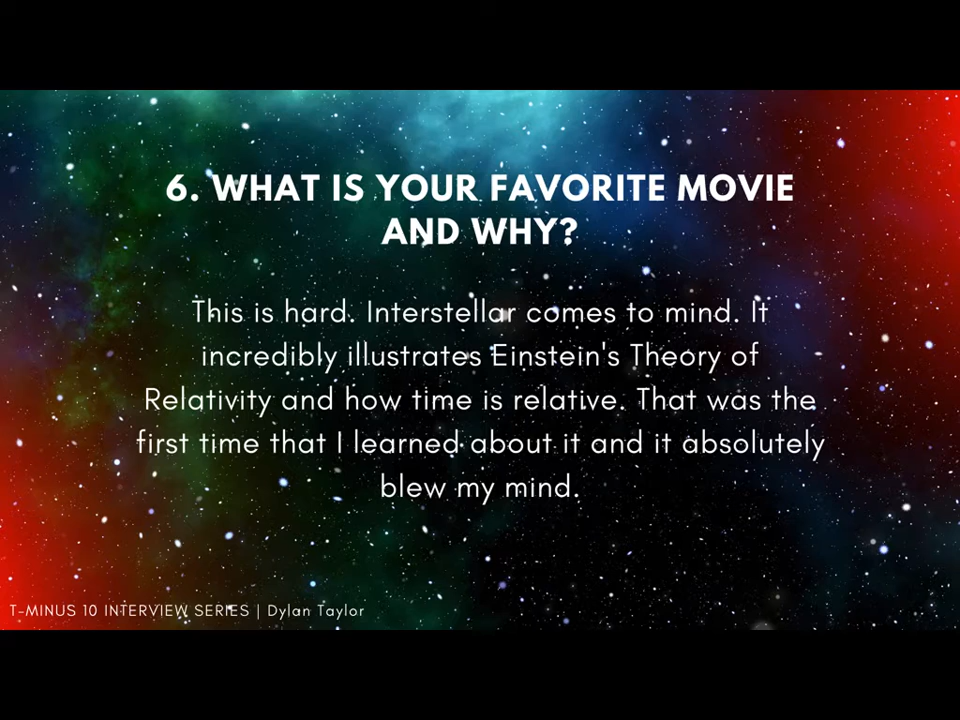 6. WHAT IS YOUR FAVORITE MOVIE
AND WHY?
This is hard. Interstellar comes to mind. It
incredibly illustrates Einstein's Theory of
Relativity and how time is relative. That was the
first time that I learned about it and it absolutely
blew my mind.
T-MINUS 10 INTERVIEW SERIES | Dylan Taylor